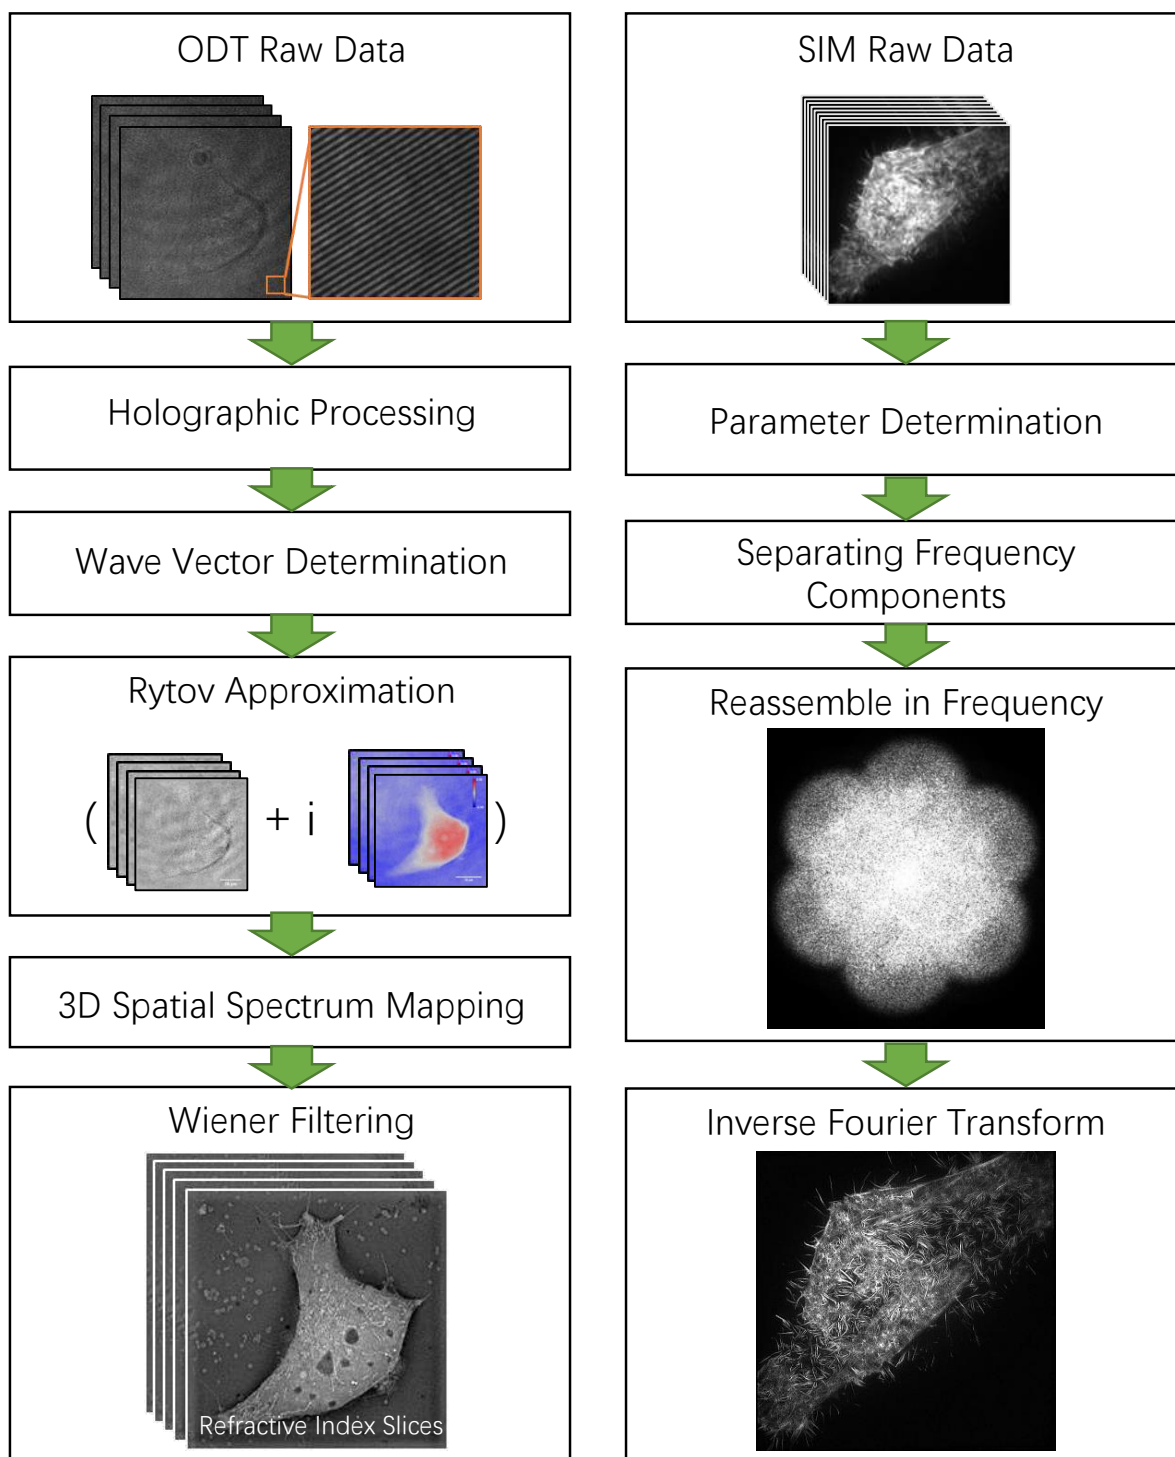 ODT Raw Data
Holographic Processing
Wave Vector Determination
Rytov Approximation
( + i )
3D Spatial Spectrum Mapping
Wiener Filtering
Refractive Index Slices
SIM Raw Data
Parameter Determination
Separating Frequency
Components
Reassemble in Frequency
Inverse Fourier Transform